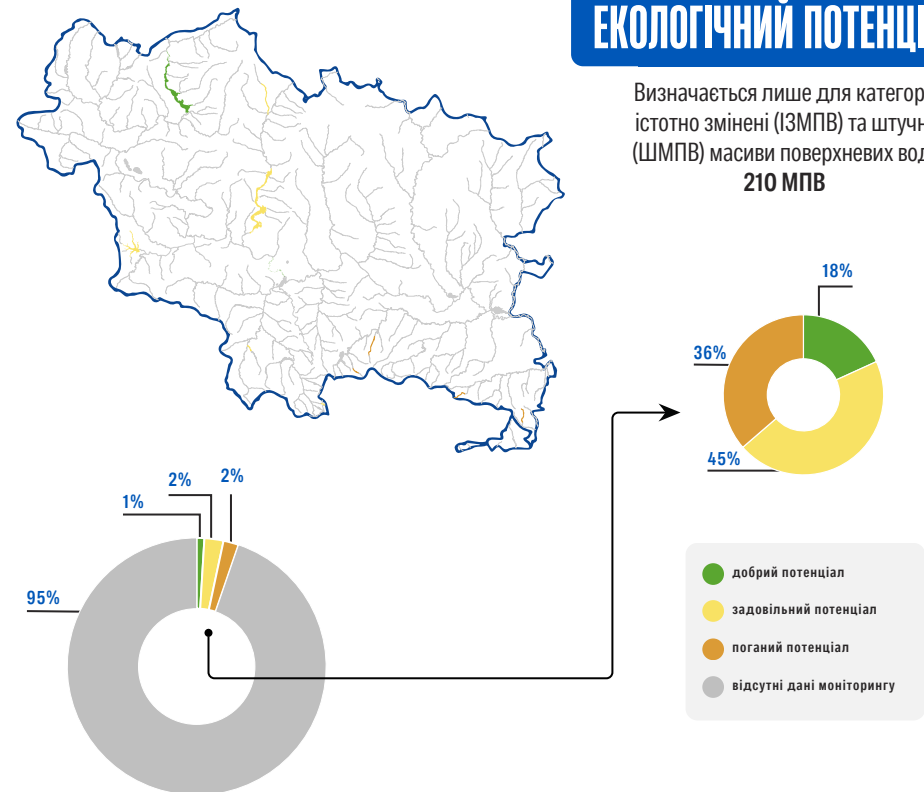 ЕКОЛОГІЧНИЙ ПОТЕНЦІ
Визначається лише для категор
істотно змінені (ІЗМПВ) та штучн
(ШМПВ) масиви поверхневих вод
210 МПВ
18%
36%
45%
2%
2%
1%
95%
добрий потенціал
задовільний потенціал
поганий потенціал
відсутні дані моніторингу